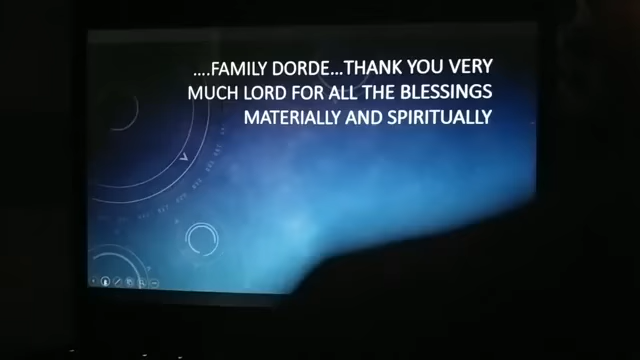 ....FAMILY DORDE...THANK YOU VERY
MUCH LORD FOR ALL THE BLESSINGS
MATERIALLY AND SPIRITUALLY